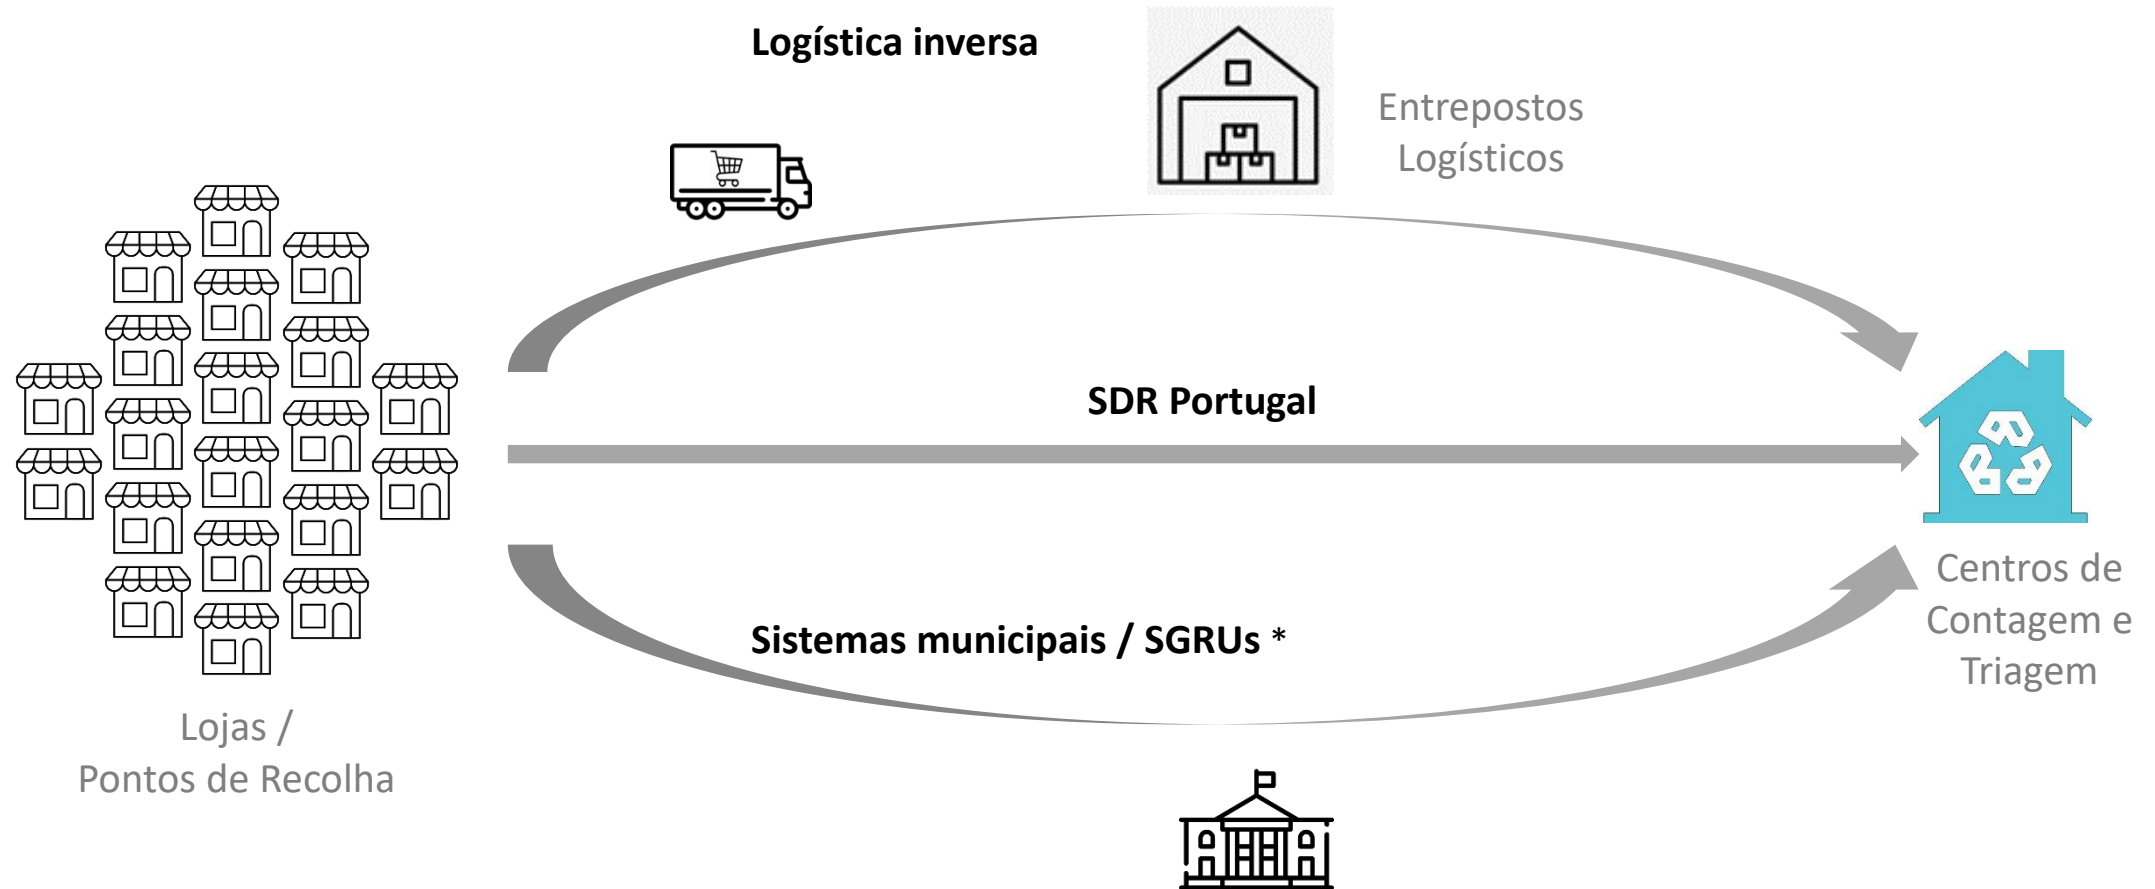 Logística inversa
Entrepostos
Logísticos
SDR Portugal
Sistemas municipais / SGRUs *
Lojas /
Pontos de Recolha
Centros de
Contagem e
Triagem